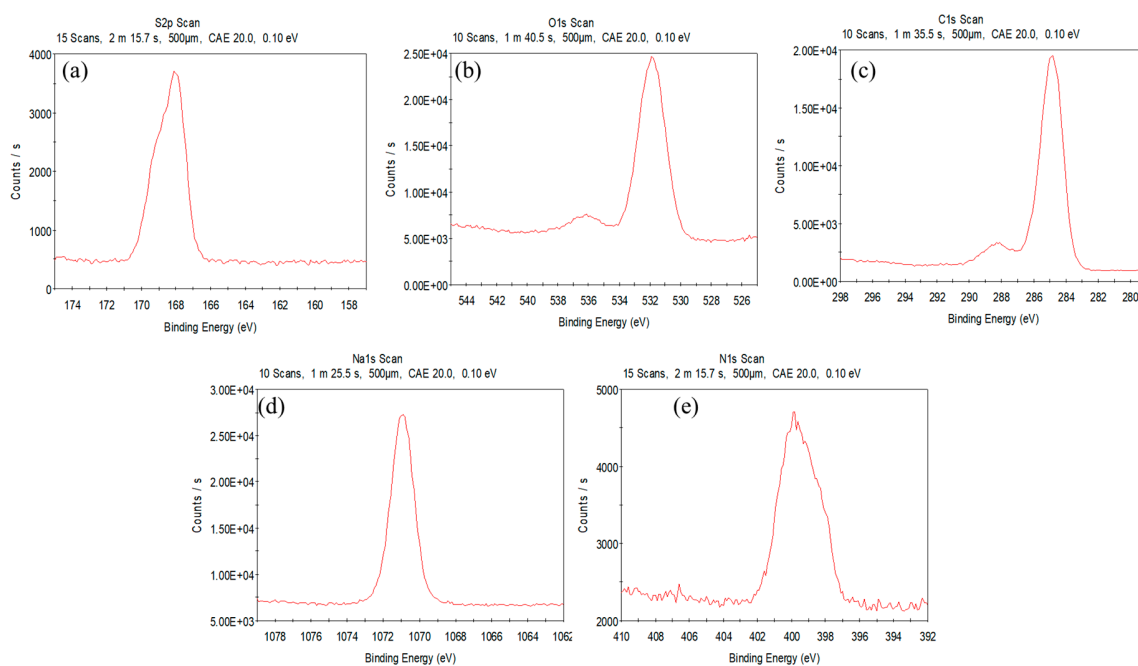 S2p Scan
15 Scans, 2 m 15.7 s, 500µm, CAE 20.0, 0.10 eV
(a)
4000
3000
2000
1000
0
Counts / s
174 172 170 168 166 164 162 160 158
Binding Energy (eV)
O1s Scan
10 Scans, 1 m 40.5 s, 500µm, CAE 20.0, 0.10 eV
(b)
2.50E+04
2.00E+04
1.50E+04
1.00E+04
5.00E+03
0.00E+00
Counts / s
544 542 540 538 536 534 532 530 528 526
Binding Energy (eV)
C1s Scan
10 Scans, 1 m 35.5 s, 500µm, CAE 20.0, 0.10 eV
(c)
2.00E+04
1.50E+04
1.00E+04
5.00E+03
0.00E+00
Counts / s
298 296 294 292 290 288 286 284 282 280
Binding Energy (eV)
Na1s Scan
10 Scans, 1 m 25.5 s, 500µm, CAE 20.0, 0.10 eV
(d)
3.00E+04
2.50E+04
2.00E+04
1.50E+04
1.00E+04
5.00E+03
Counts / s
1078 1076 1074 1072 1070 1068 1066 1064 1062
Binding Energy (eV)
N1s Scan
15 Scans, 2 m 15.7 s, 500µm, CAE 20.0, 0.10 eV
(e)
5000
4000
3000
2000
Counts / s
410 408 406 404 402 400 398 396 394 392
Binding Energy (eV)